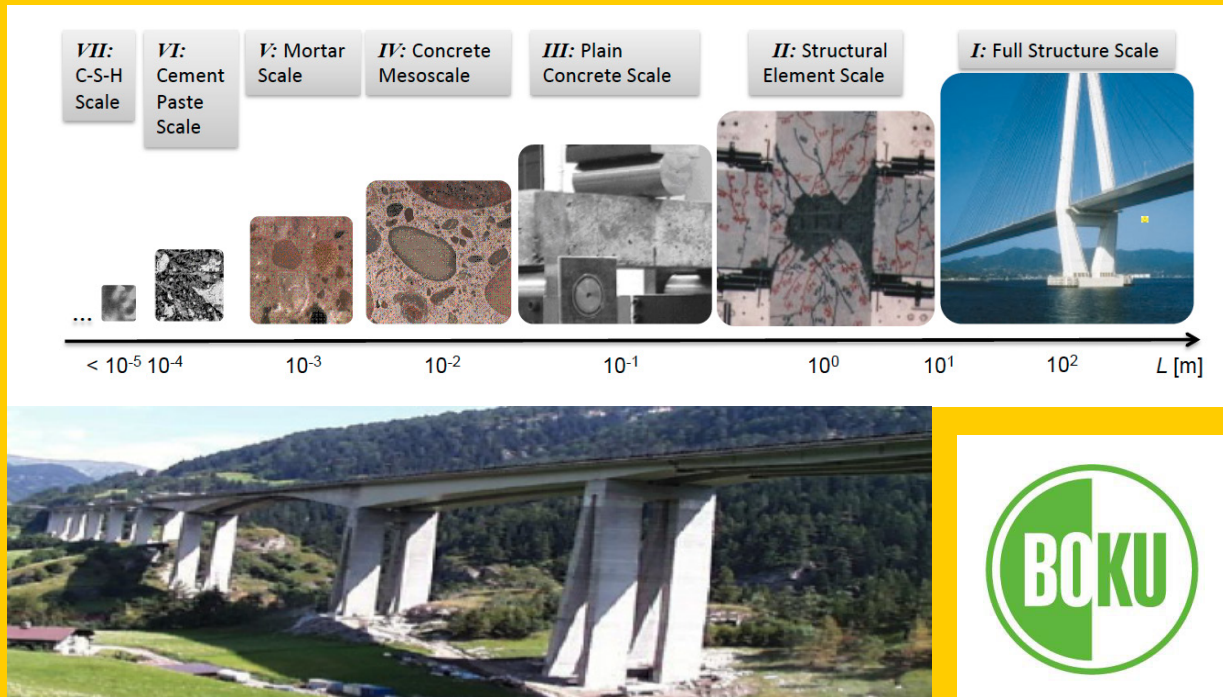 VII:
C-S-H
Scale
VI:
Cement
Paste
Scale
V: Mortar
Scale
IV: Concrete
Mesoscale
III: Plain
Concrete Scale
II: Structural
Element Scale
I: Full Structure Scale
...
< 10⁻⁵ 10⁻⁴ 10⁻³ 10⁻² 10⁻¹ 10⁰ 10¹ 10² L [m]
BOKU